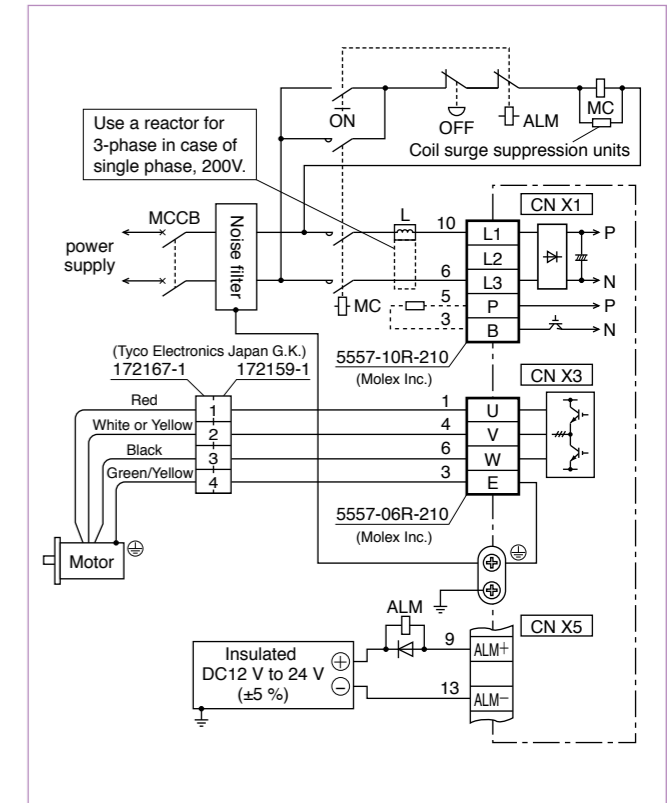 ON
OFF
ALM
MC
Coil surge suppression units
Use a reactor for
3-phase in case of
single phase, 200V.
MCCB
power
supply
Noise filter
L
MC
10
6
5
3
CN X1
L1
L2
L3
P
B
P
N
P
N
5557-10R-210
(Molex Inc.)
(Tyco Electronics Japan G.K.)
172167-1
172159-1
Red
White or Yellow
Black
Green/Yellow
1
2
3
4
1
4
6
3
CN X3
U
V
W
E
5557-06R-210
(Molex Inc.)
Motor
ALM
Insulated
DC12 V to 24 V
(±5 %)
+
−
9
13
CN X5
ALM+
ALM−